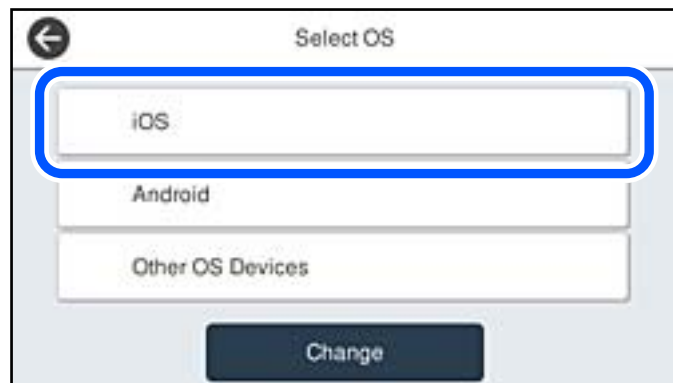 Select OS
iOS
Android
Other OS Devices
Change